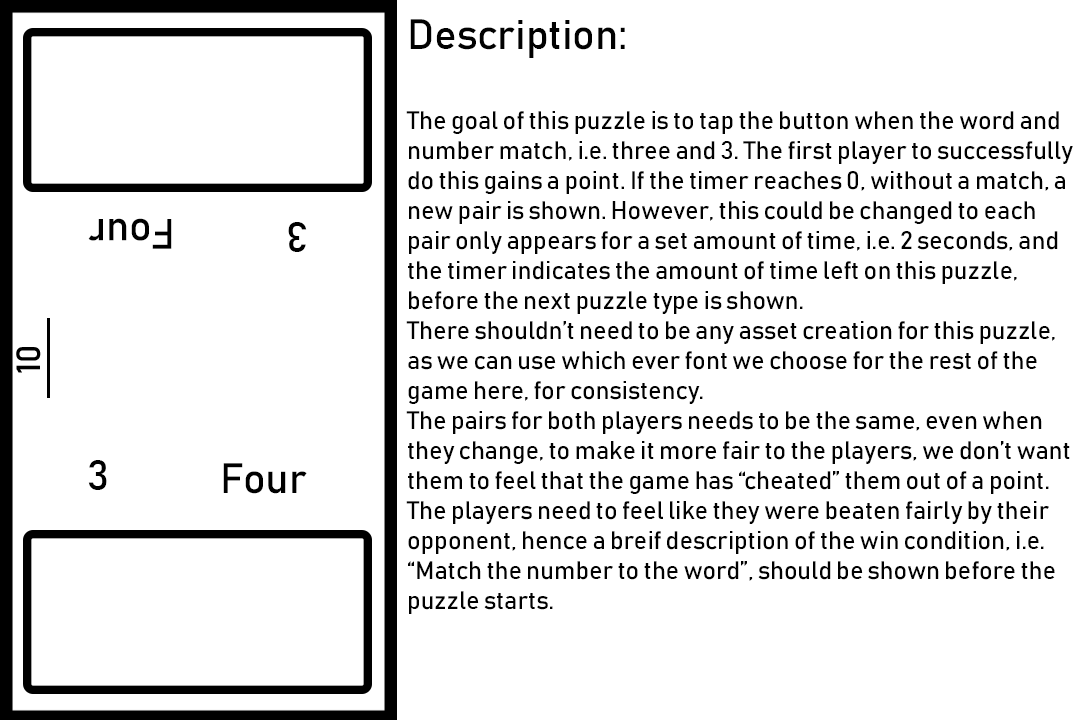 Four 3
10
3 Four
Description:
The goal of this puzzle is to tap the button when the word and
number match, i.e. three and 3. The first player to successfully
do this gains a point. If the timer reaches 0, without a match, a
new pair is shown. However, this could be changed to each
pair only appears for a set amount of time, i.e. 2 seconds, and
the timer indicates the amount of time left on this puzzle,
before the next puzzle type is shown.
There shouldn't need to be any asset creation for this puzzle,
as we can use which ever font we choose for the rest of the
game here, for consistency.
The pairs for both players needs to be the same, even when
they change, to make it more fair to the players, we don't want
them to feel that the game has “cheated” them out of a point.
The players need to feel like they were beaten fairly by their
opponent, hence a breif description of the win condition, i.e.
“Match the number to the word”, should be shown before the
puzzle starts.